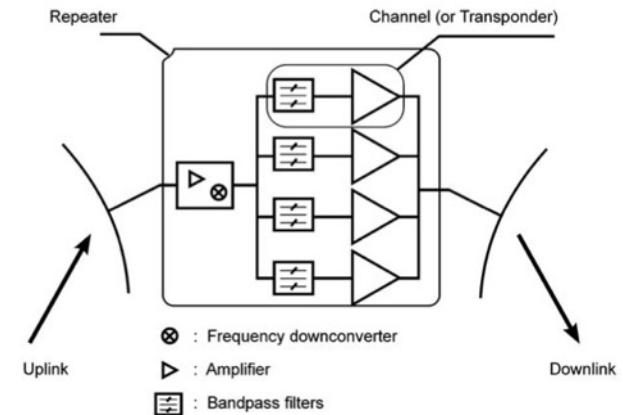 Repeater
Channel (or Transponder)
: Frequency downconverter
Uplink
: Amplifier
Downlink
: Bandpass filters